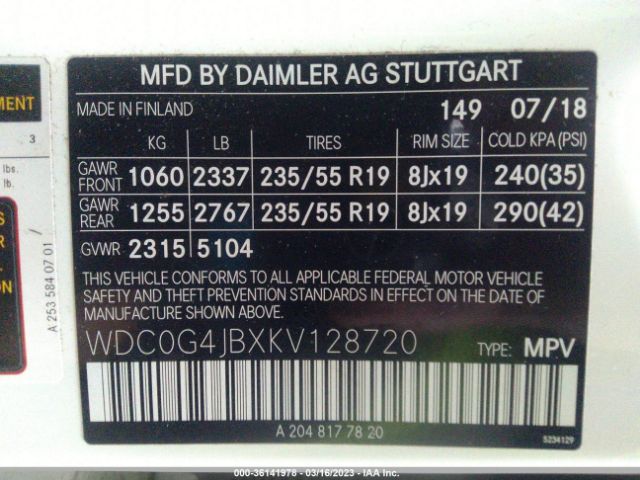 MFD BY DAIMLER AG STUTTGART
MADE IN FINLAND 149 07/18
KG LB TIRES RIM SIZE COLD KPA (PSI)
GAWR FRONT 1060 2337 235/55 R19 8Jx19 240(35)
GAWR REAR 1255 2767 235/55 R19 8Jx19 290(42)
GVWR 2315 5104
THIS VEHICLE CONFORMS TO ALL APPLICABLE FEDERAL MOTOR VEHICLE
SAFETY AND THEFT PREVENTION STANDARDS IN EFFECT ON THE DATE OF
MANUFACTURE SHOWN ABOVE.
WDC0G4JBXKV128720 TYPE: MPV
A 204 817 78 20
5234129
MENT
3
lbs.
lb.
ON
A 253 584 07 01
000-36141978 - 03/16/2023 - IAA Inc.